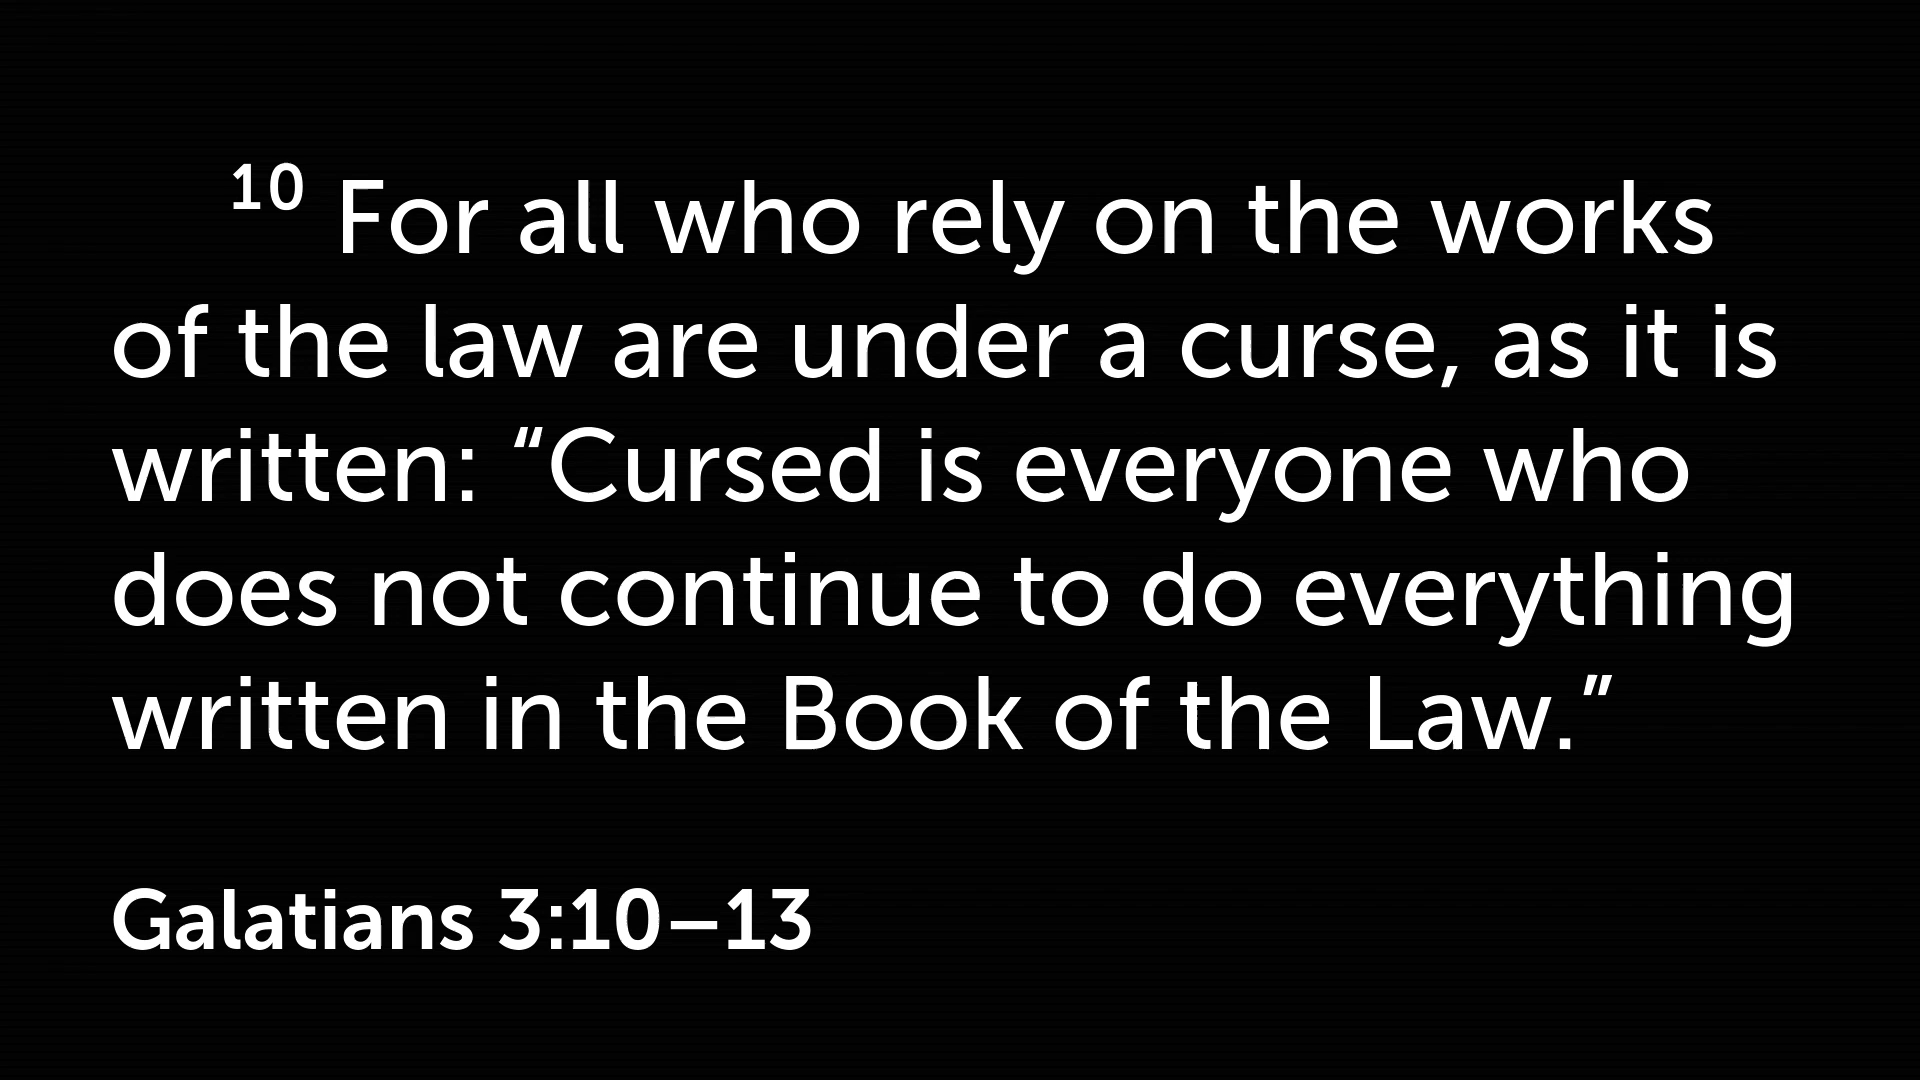 10 For all who rely on the works
of the law are under a curse, as it is
written: “Cursed is everyone who
does not continue to do everything
written in the Book of the Law.”
Galatians 3:10–13